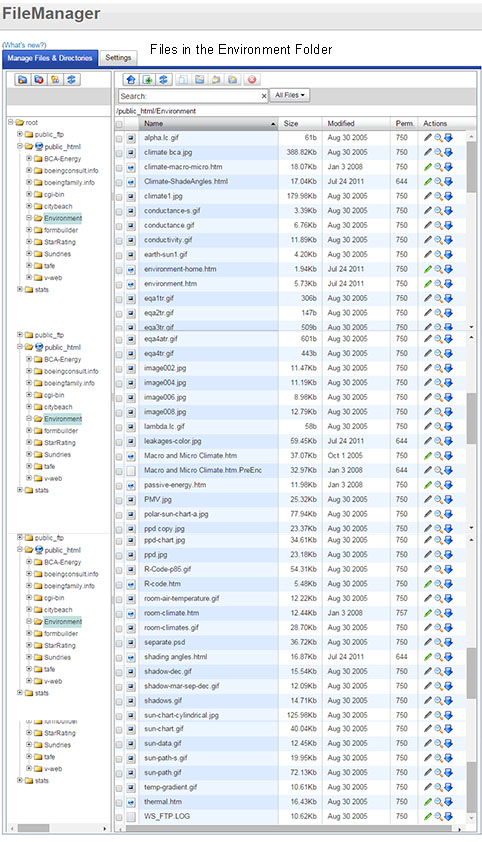 FileManager
(What's new?)
Manage Files & Directories Settings Files in the Environment Folder
Search: All Files
/public_html/Environment
Name Size Modified Perm. Actions
root
public_ftp
public_html
BCA-Energy
boeingconsult.info
boeingfamily.info
cgi-bin
citybeach
Environment
formbuilder
StarRating
Sundries
tafe
v-web
stats
public_ftp
public_html
BCA-Energy
boeingconsult.info
boeingfamily.info
cgi-bin
citybeach
Environment
formbuilder
StarRating
Sundries
tafe
v-web
stats
public_ftp
public_html
BCA-Energy
boeingconsult.info
boeingfamily.info
cgi-bin
citybeach
Environment
formbuilder
StarRating
Sundries
tafe
v-web
stats
formbuilder
StarRating
Sundries
tafe
v-web
stats
alpha.lc.gif 61b Aug 30 2005 750
climate bca.jpg 388.82Kb Aug 30 2005 750
climate-macro-micro.htm 18.07Kb Jan 3 2008 750
Climate-ShadeAngles.html 17.04Kb Jul 24 2011 644
climate1.jpg 179.98Kb Aug 30 2005 750
conductance-s.gif 3.39Kb Aug 30 2005 750
conductance.gif 6.76Kb Aug 30 2005 750
conductivity.gif 11.89Kb Aug 30 2005 750
earth-sun1.gif 4.20Kb Aug 30 2005 750
environment-home.htm 1.94Kb Jul 24 2011 750
environment.htm 5.73Kb Jul 24 2011 750
eqa1tr.gif 306b Aug 30 2005 750
eqa2tr.gif 147b Aug 30 2005 750
eqa3tr.gif 509b Aug 30 2005 750
eqa4atr.gif 601b Aug 30 2005 750
eqa4tr.gif 443b Aug 30 2005 750
image002.jpg 11.47Kb Aug 30 2005 750
image004.jpg 11.19Kb Aug 30 2005 750
image006.jpg 8.98Kb Aug 30 2005 750
image008.jpg 12.79Kb Aug 30 2005 750
lambda.lc.gif 58b Aug 30 2005 750
leakages-color.jpg 59.45Kb Jul 24 2011 644
Macro and Micro Climate.htm 37.07Kb Oct 1 2005 750
Macro and Micro Climate.htm.PreEnc 32.97Kb Jan 3 2008 644
passive-energy.htm 11.98Kb Jan 3 2008 750
PMV.jpg 25.32Kb Aug 30 2005 750
polar-sun-chart-a.jpg 77.94Kb Aug 30 2005 750
ppd copy.jpg 23.37Kb Aug 30 2005 750
ppd-chart.jpg 34.61Kb Aug 30 2005 750
ppd.jpg 23.18Kb Aug 30 2005 750
R-Code-p85.gif 54.31Kb Aug 30 2005 750
R-code.htm 5.48Kb Aug 30 2005 750
room-air-temperature.gif 12.22Kb Aug 30 2005 750
room-climate.htm 12.44Kb Jan 3 2008 757
room-climates.gif 28.70Kb Aug 30 2005 750
separate.psd 36.72Kb Aug 30 2005 750
shading angles.html 16.87Kb Jul 24 2011 644
shadow-dec.gif 15.54Kb Aug 30 2005 750
shadow-mar-sep-dec.gif 12.09Kb Aug 30 2005 750
shadows.gif 14.71Kb Aug 30 2005 750
sun-chart-cylindrical.jpg 125.98Kb Aug 30 2005 750
sun-chart.gif 40.04Kb Aug 30 2005 750
sun-data.gif 12.45Kb Aug 30 2005 750
sun-path-s.gif 19.95Kb Aug 30 2005 750
sun-path.gif 72.13Kb Aug 30 2005 750
temp-gradient.gif 10.61Kb Aug 30 2005 750
thermal.htm 16.43Kb Aug 30 2005 750
WS_FTP.LOG 10.62Kb Aug 30 2005 750